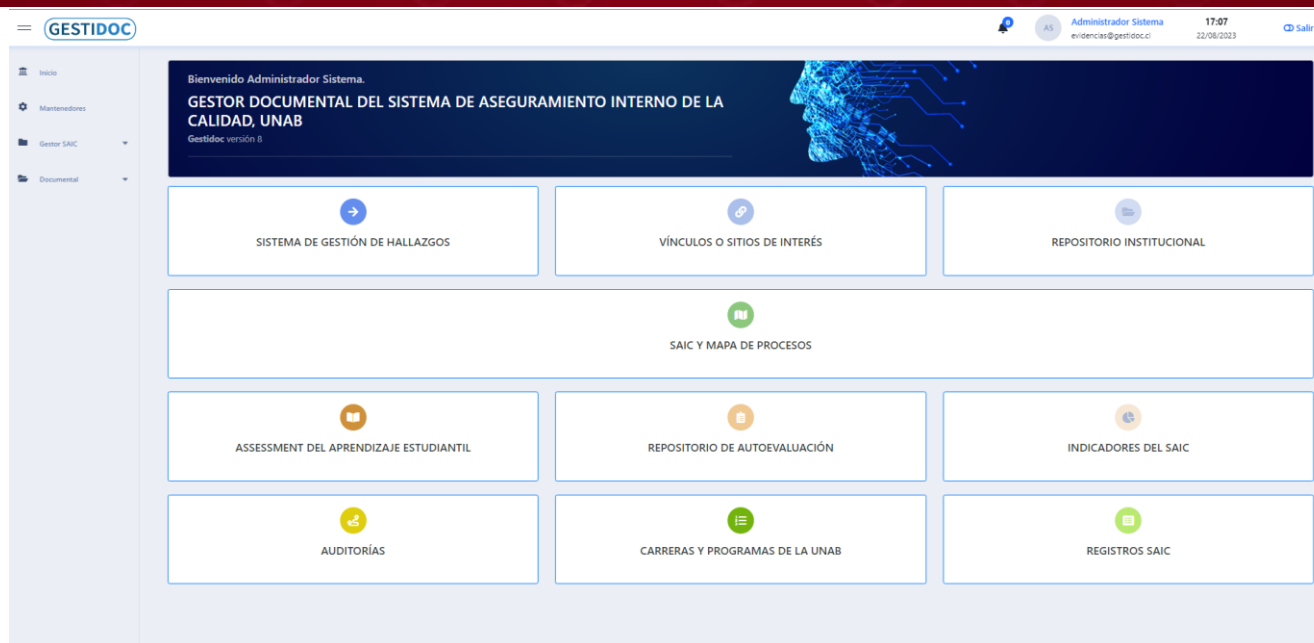 GESTIDOC
0
AS
Administrador Sistema
evidencias@gestidoc.cl
17:07
22/08/2023
Salir
Inicio
Mantenedores
Gestor SAIC
Documental
Bienvenido Administrador Sistema.
GESTOR DOCUMENTAL DEL SISTEMA DE ASEGURAMIENTO INTERNO DE LA
CALIDAD, UNAB
Gestidoc versión 8
SISTEMA DE GESTIÓN DE HALLAZGOS
VÍNCULOS O SITIOS DE INTERÉS
REPOSITORIO INSTITUCIONAL
SAIC Y MAPA DE PROCESOS
ASSESSMENT DEL APRENDIZAJE ESTUDIANTIL
REPOSITORIO DE AUTOEVALUACIÓN
INDICADORES DEL SAIC
AUDITORÍAS
CARRERAS Y PROGRAMAS DE LA UNAB
REGISTROS SAIC